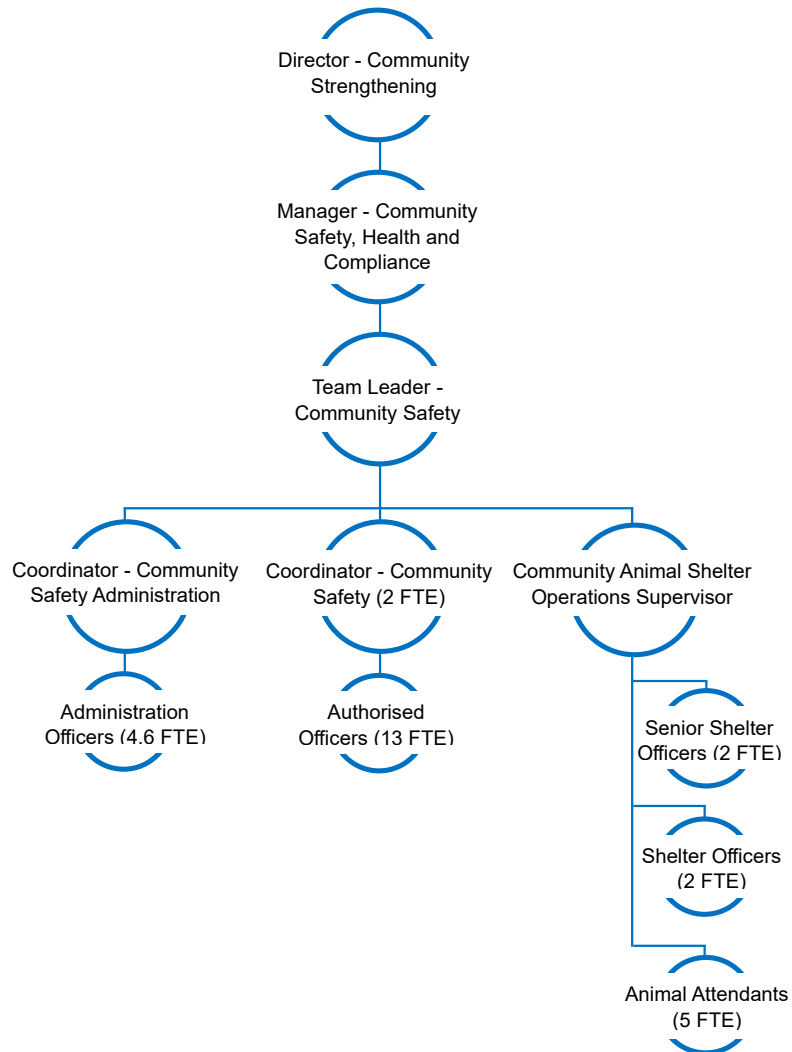 Director - Community
Strengthening
Manager - Community
Safety, Health and
Compliance
Team Leader -
Community Safety
Coordinator - Community
Safety Administration
Coordinator - Community
Safety (2 FTE)
Community Animal Shelter
Operations Supervisor
Administration
Officers (4.6 FTE)
Authorised
Officers (13 FTE)
Senior Shelter
Officers (2 FTE)
Shelter Officers
(2 FTE)
Animal Attendants
(5 FTE)